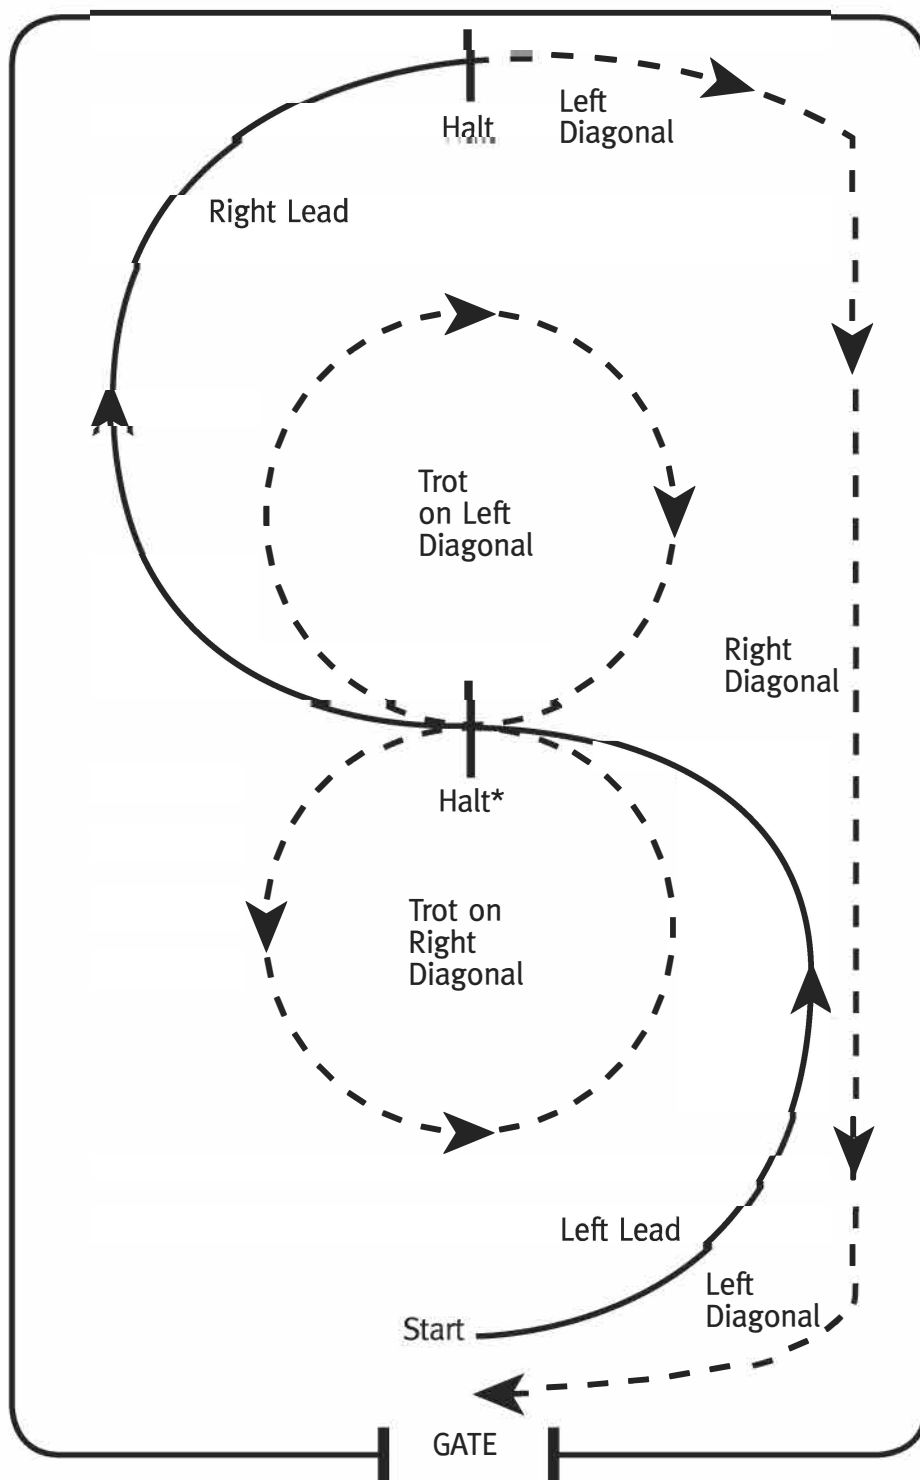 Halt
Left
Diagonal
Right Lead
Trot
on Left
Diagonal
Right
Diagonal
Halt*
Trot on
Right
Diagonal
Left Lead
Left
Diagonal
Start
GATE